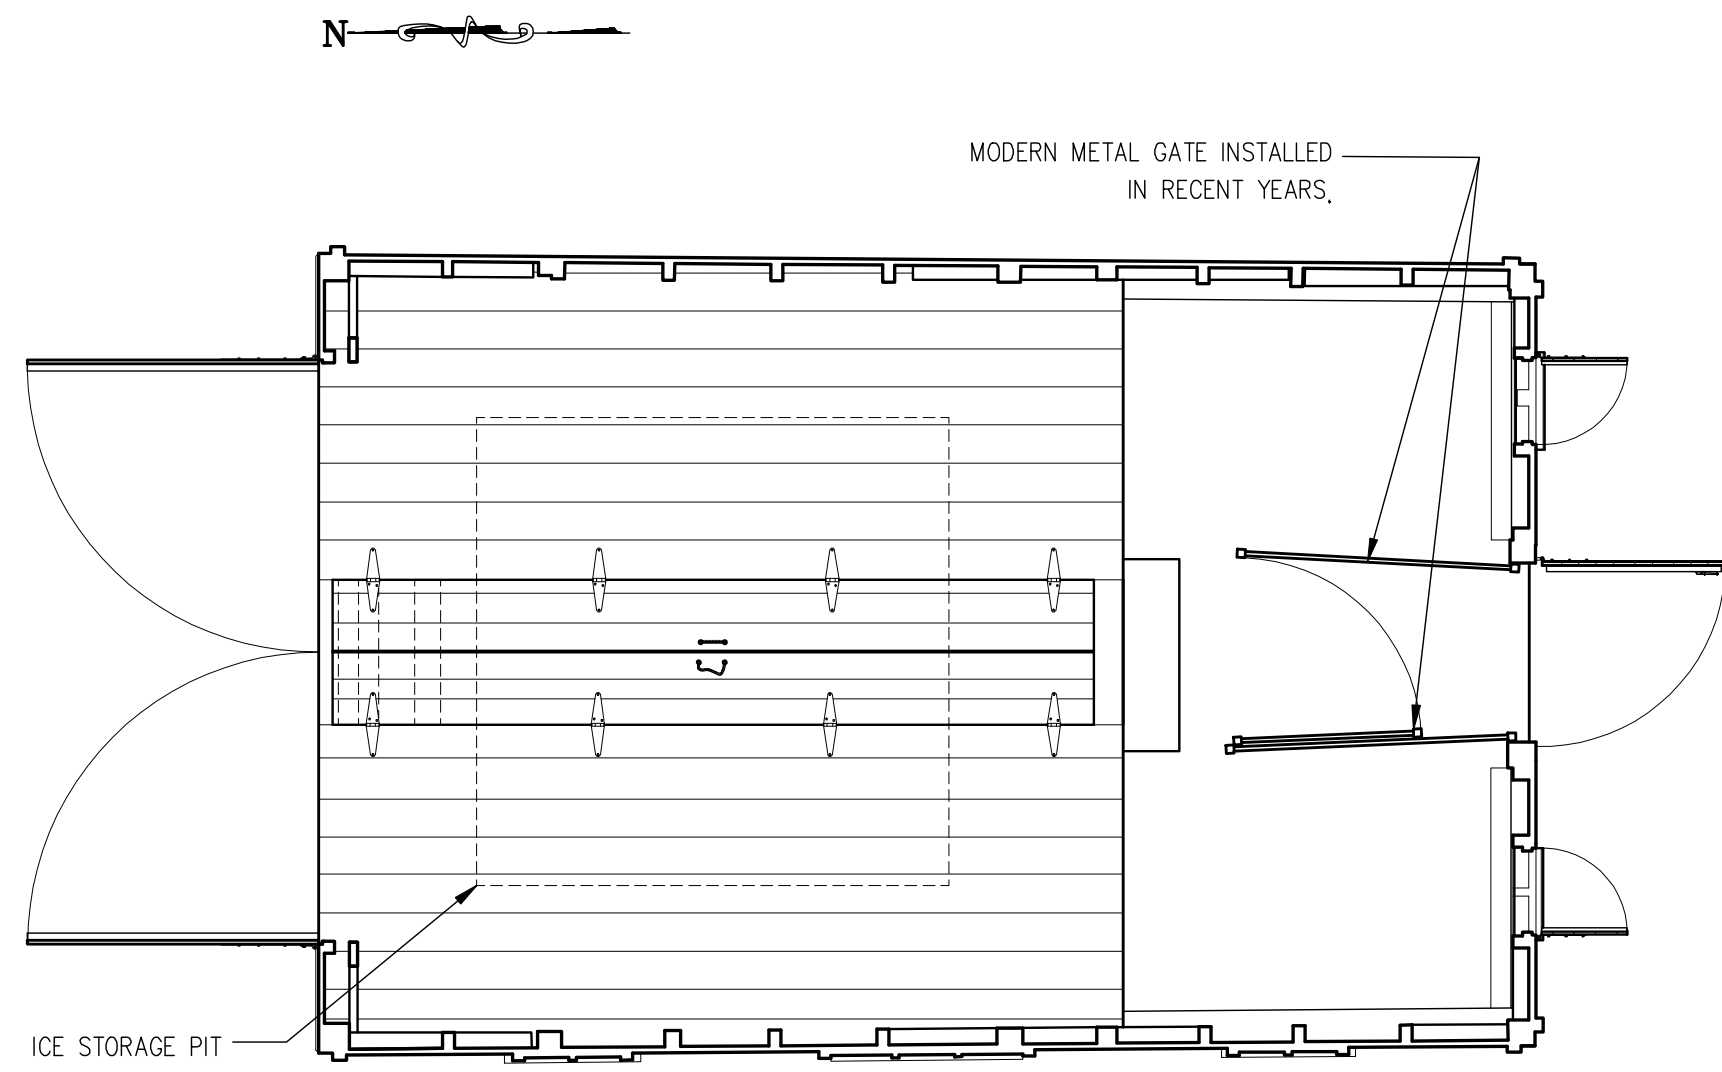 N
MODERN METAL GATE INSTALLED
IN RECENT YEARS.
ICE STORAGE PIT